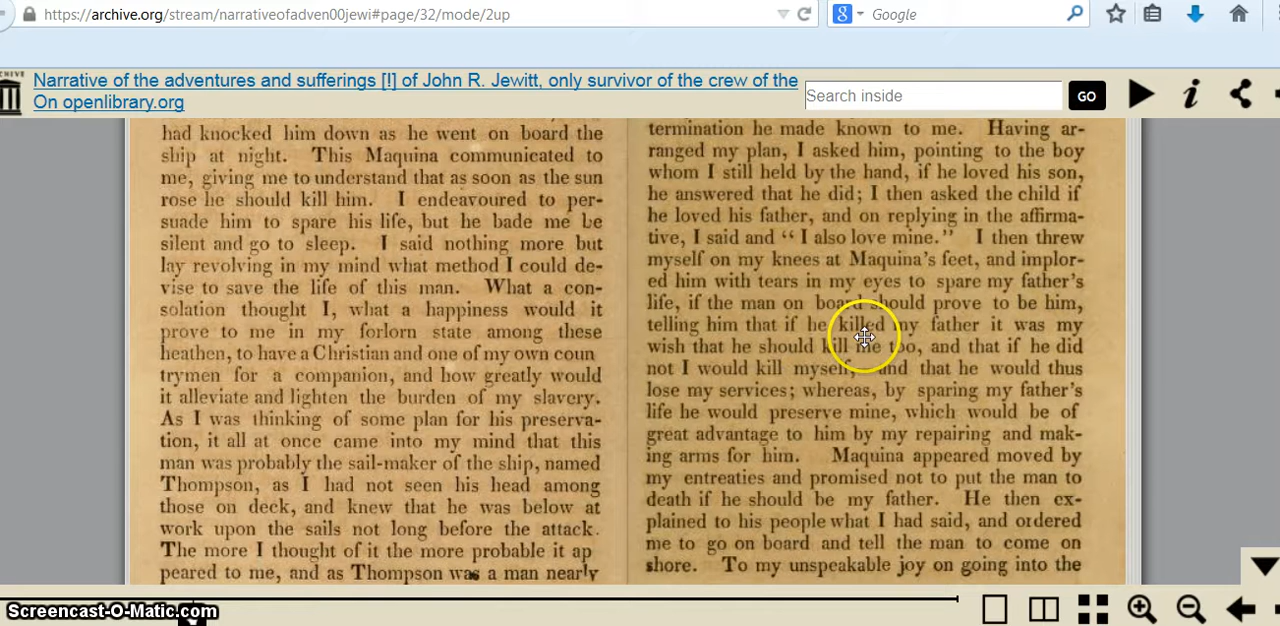 https://archive.org/stream/narrativeofadven00jewi#page/32/mode/2up
Google
Narrative of the adventures and sufferings [!] of John R. Jewitt, only survivor of the crew of the
On openlibrary.org
Search inside
GO
had knocked him down as he went on board the
ship at night. This Maquina communicated to
me, giving me to understand that as soon as the sun
rose he should kill him. I endeavoured to per-
suade him to spare his life, but he bade me be
silent and go to sleep. I said nothing more but
lay revolving in my mind what method I could de-
vise to save the life of this man. What a con-
solation thought I, what a happiness would it
prove to me in my forlorn state among these
heathen, to have a Christian and one of my own coun
trymen for a companion, and how greatly would
it alleviate and lighten the burden of my slavery.
As I was thinking of some plan for his preserva-
tion, it all at once came into my mind that this
man was probably the sail-maker of the ship, named
Thompson, as I had not seen his head among
those on deck, and knew that he was below at
work upon the sails not long before the attack.
The more I thought of it the more probable it ap
peared to me, and as Thompson was a man nearly
termination he made known to me. Having ar-
ranged my plan, I asked him, pointing to the boy
whom I still held by the hand, if he loved his son,
he answered that he did; I then asked the child if
he loved his father, and on replying in the affirma-
tive, I said and “ I also love mine.” I then threw
myself on my knees at Maquina's feet, and implor-
ed him with tears in my eyes to spare my father's
life, if the man on board should prove to be him,
telling him that if he killed my father it was my
wish that he should kill me too, and that if he did
not I would kill myself, and that he would thus
lose my services; whereas, by sparing my father's
life he would preserve mine, which would be of
great advantage to him by my repairing and mak-
ing arms for him. Maquina appeared moved by
my entreaties and promised not to put the man to
death if he should be my father. He then ex-
plained to his people what I had said, and ordered
me to go on board and tell the man to come on
shore. To my unspeakable joy on going into the
Screencast-O-Matic.com